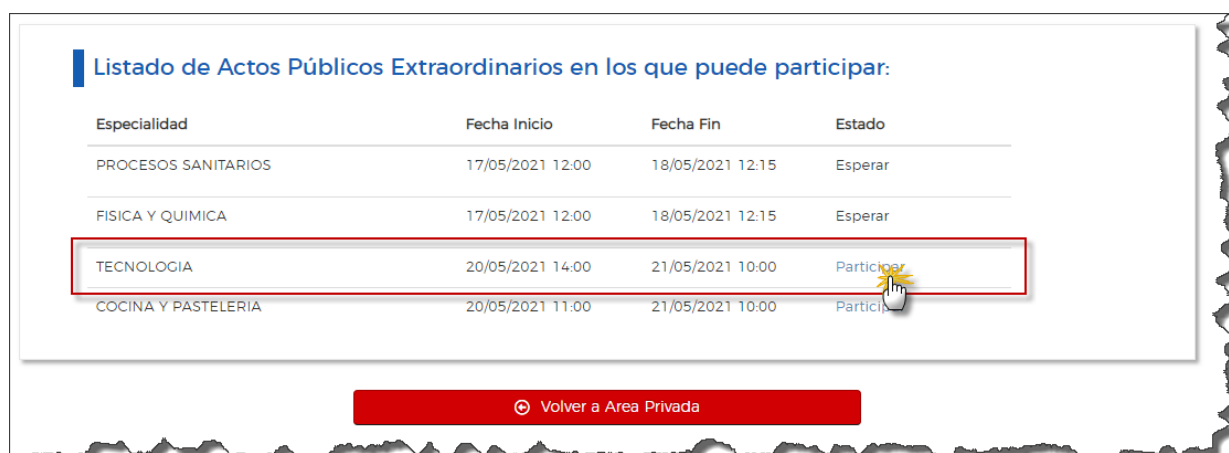 Listado de Actos Públicos Extraordinarios en los que puede participar:
Especialidad Fecha Inicio Fecha Fin Estado
PROCESOS SANITARIOS 17/05/2021 12:00 18/05/2021 12:15 Esperar
FISICA Y QUIMICA 17/05/2021 12:00 18/05/2021 12:15 Esperar
TECNOLOGIA 20/05/2021 14:00 21/05/2021 10:00 Participar
COCINA Y PASTELERIA 20/05/2021 11:00 21/05/2021 10:00
Volver a Area Privada